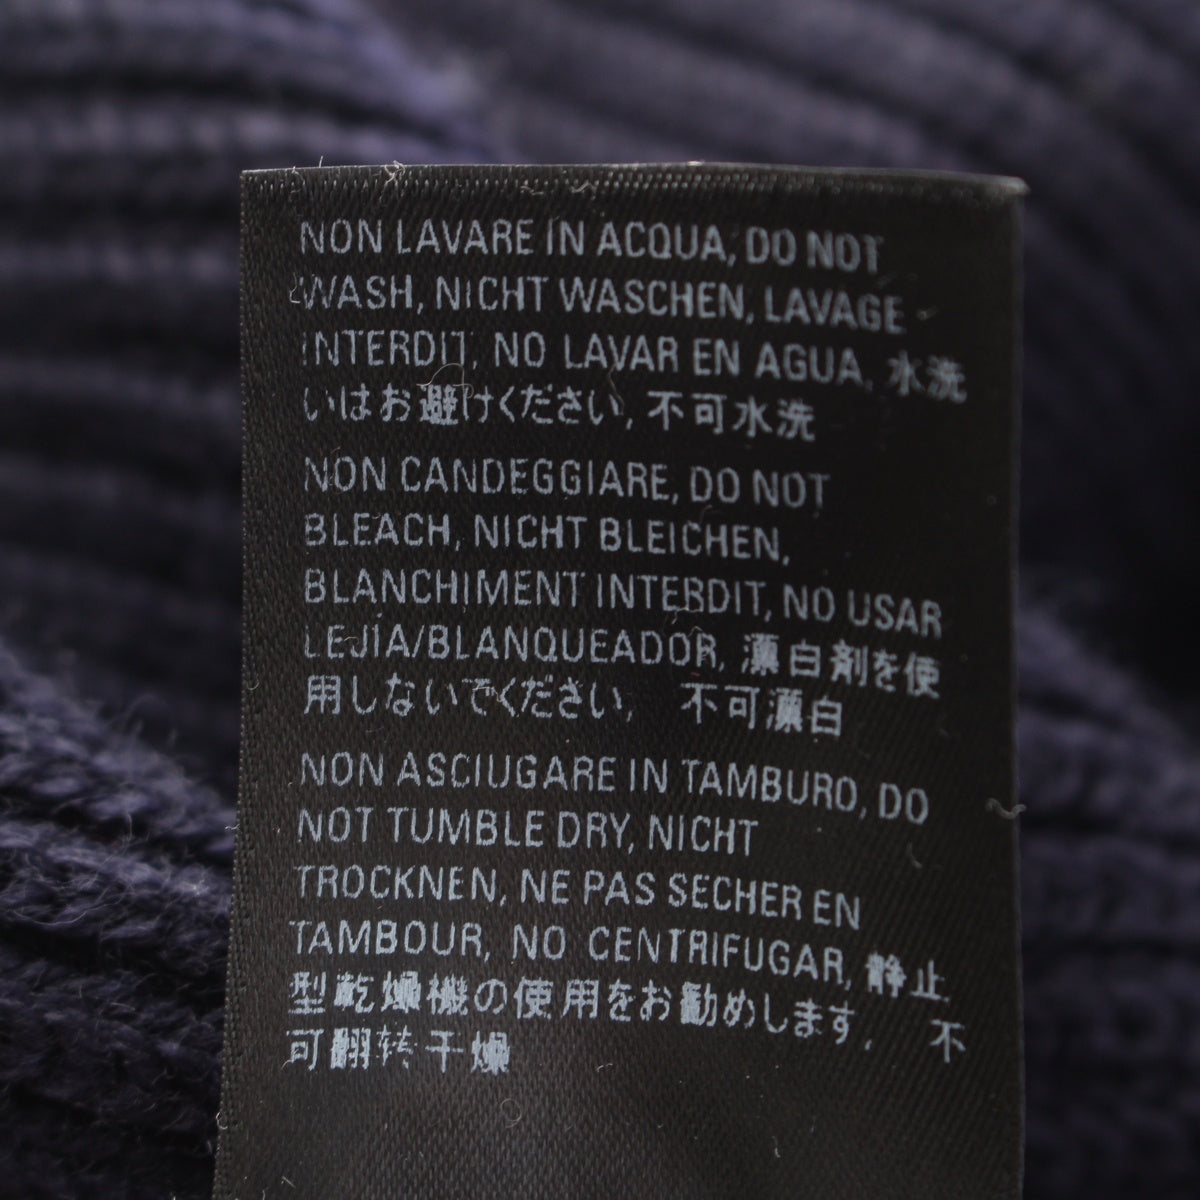 NON LAVARE IN ACQUA, DO NOT
WASH, NICHT WASCHEN, LAVAGE
INTERDIT, NO LAVAR EN AGUA, 水洗
いはお避けください, 不可水洗
NON CANDEGGIARE, DO NOT
BLEACH, NICHT BLEICHEN,
BLANCHIMENT INTERDIT, NO USAR
LEJIA/BLANQUEADOR, 漂白剤を使
用しないでください, 不可漂白
NON ASCIUGARE IN TAMBURO, DO
NOT TUMBLE DRY, NICHT
TROCKNEN, NE PAS SECHER EN
TAMBOUR, NO CENTRIFUGAR, 静止
型乾燥機の使用をお勧めします, 不
可翻转干燥